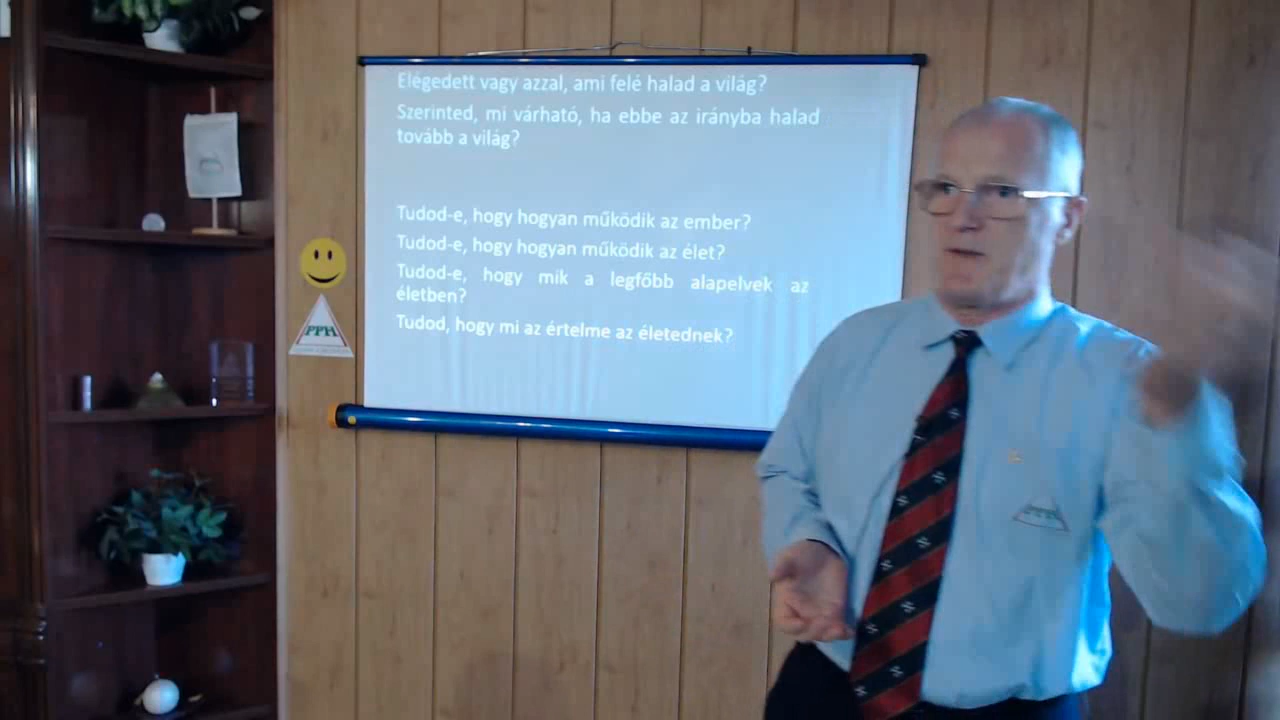 Elégedett vagy azzal, ami felé halad a világ?
Szerinted, mi várható, ha ebbe az irányba halad
tovább a világ?
Tudod-e, hogy hogyan működik az ember?
Tudod-e, hogy hogyan működik az élet?
Tudod-e, hogy mik a legfőbb alapelvek az
életben?
Tudod, hogy mi az értelme az életednek?
PPH
PPH